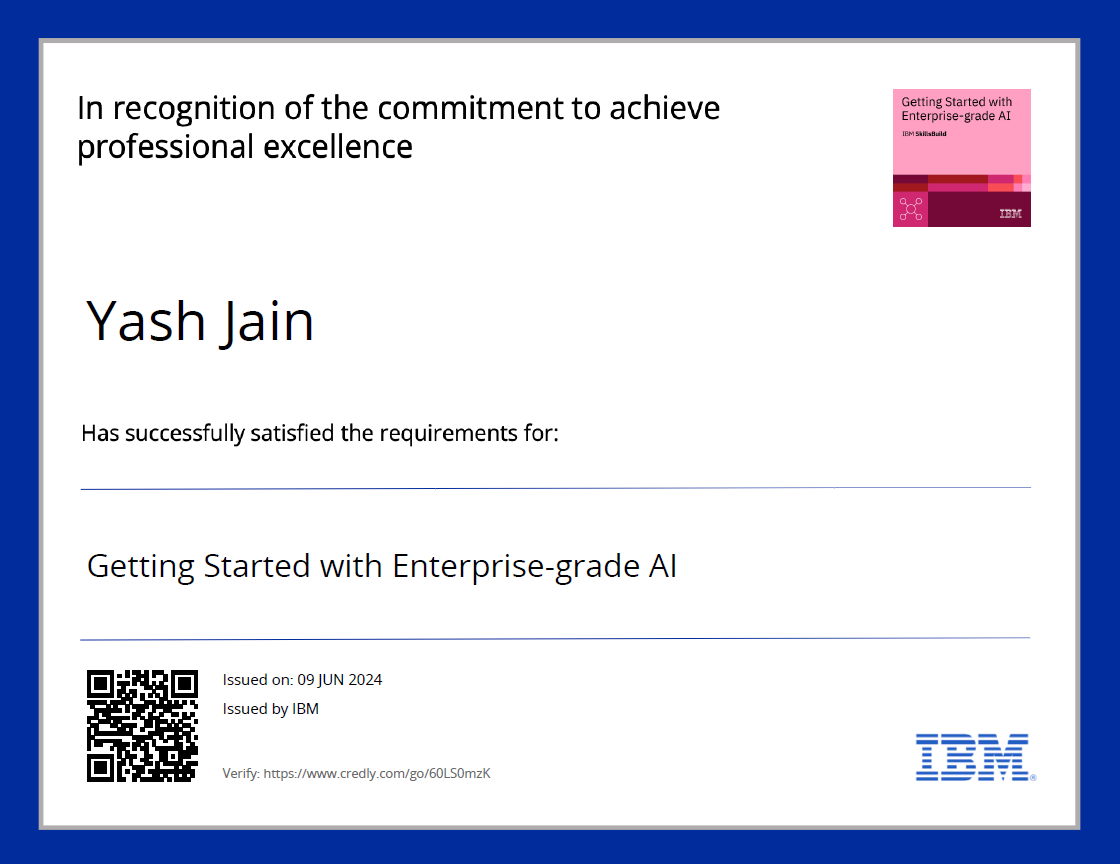 In recognition of the commitment to achieve
professional excellence
Getting Started with
Enterprise-grade AI
IBM SkillsBuild
IBM
Yash Jain
Has successfully satisfied the requirements for:
Getting Started with Enterprise-grade AI
Issued on: 09 JUN 2024
Issued by IBM
Verify: https://www.credly.com/go/60LS0mzK
IBM®